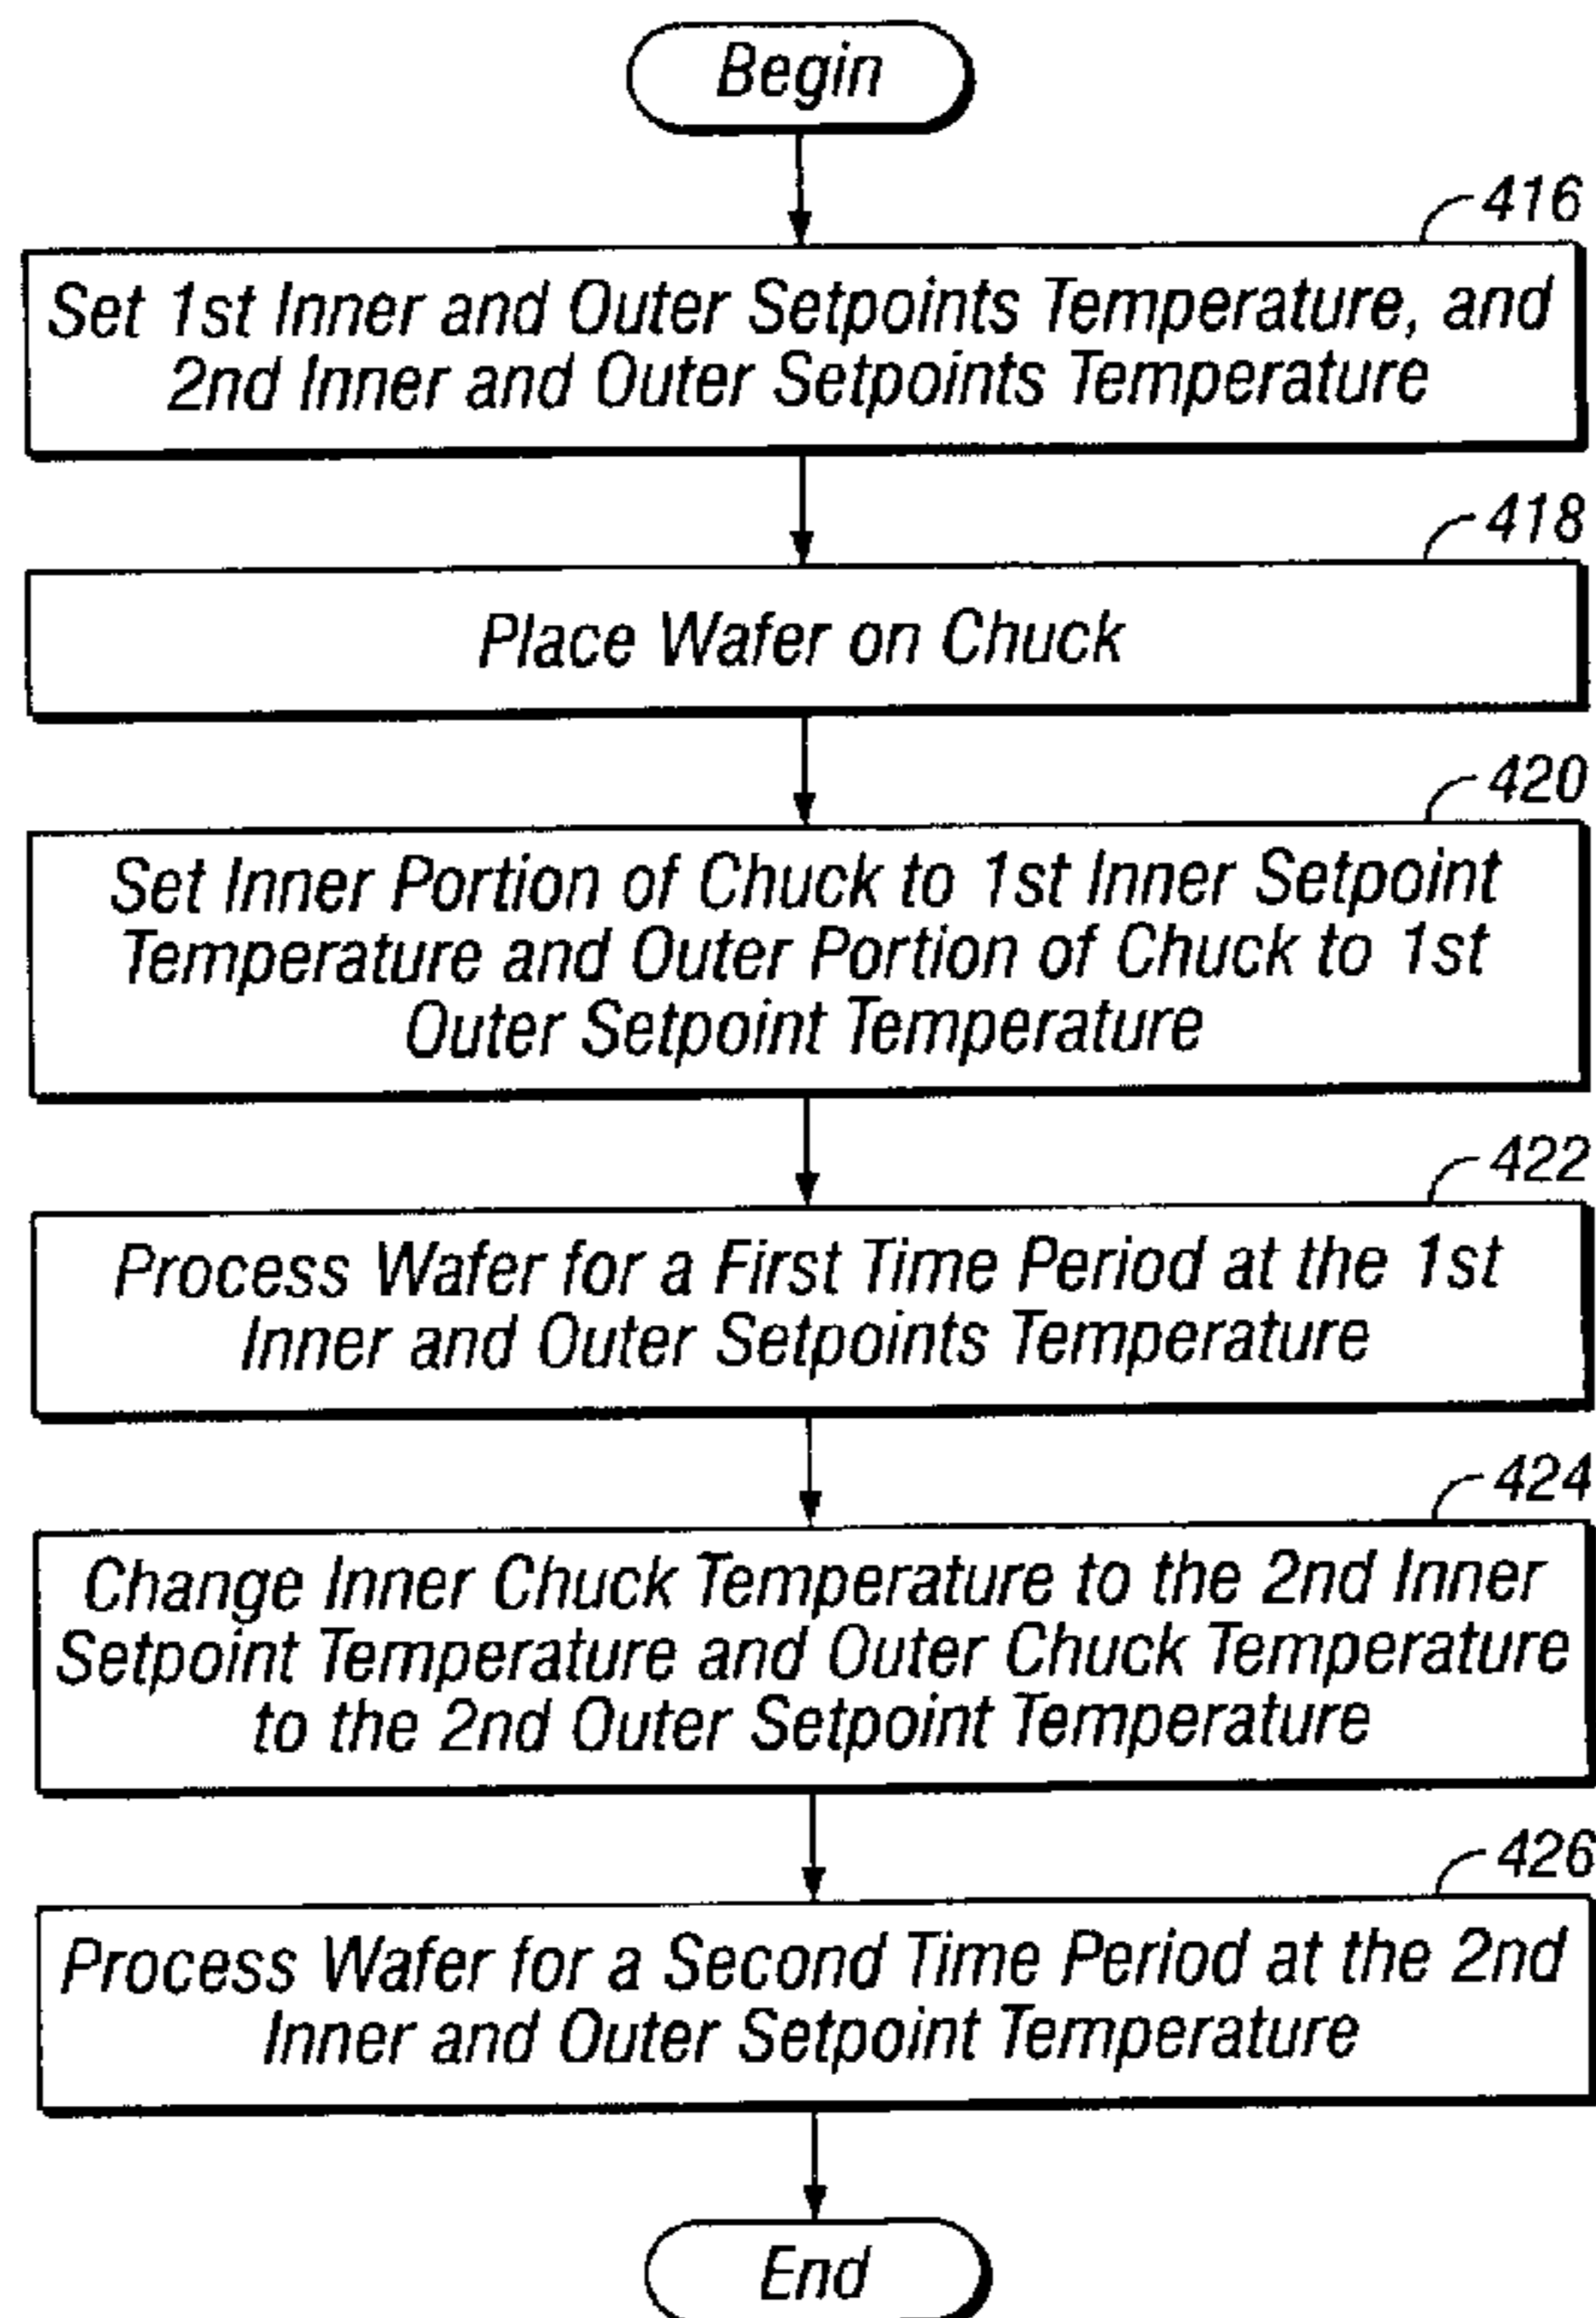 Begin
416
Set 1st Inner and Outer Setpoints Temperature, and
2nd Inner and Outer Setpoints Temperature
418
Place Wafer on Chuck
420
Set Inner Portion of Chuck to 1st Inner Setpoint
Temperature and Outer Portion of Chuck to 1st
Outer Setpoint Temperature
422
Process Wafer for a First Time Period at the 1st
Inner and Outer Setpoints Temperature
424
Change Inner Chuck Temperature to the 2nd Inner
Setpoint Temperature and Outer Chuck Temperature
to the 2nd Outer Setpoint Temperature
426
Process Wafer for a Second Time Period at the 2nd
Inner and Outer Setpoint Temperature
End